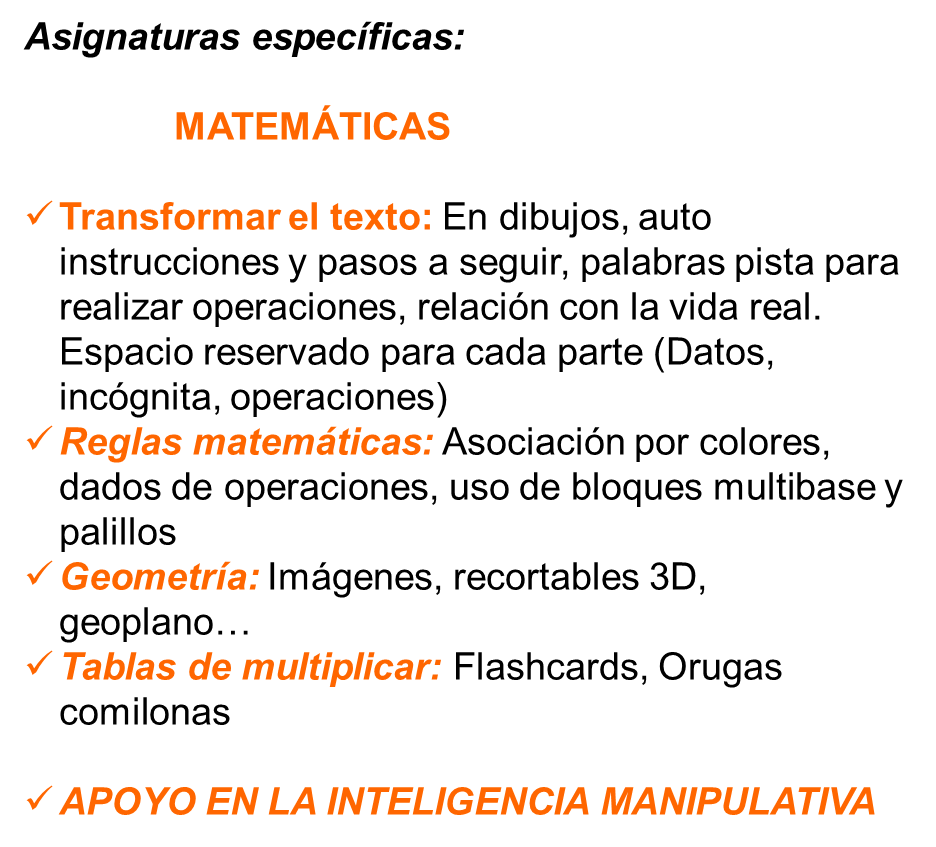 Asignaturas específicas:
MATEMÁTICAS
✓ Transformar el texto: En dibujos, auto
instrucciones y pasos a seguir, palabras pista para
realizar operaciones, relación con la vida real.
Espacio reservado para cada parte (Datos,
incógnita, operaciones)
✓ Reglas matemáticas: Asociación por colores,
dados de operaciones, uso de bloques multibase y
palillos
✓ Geometría: Imágenes, recortables 3D,
geoplano…
✓ Tablas de multiplicar: Flashcards, Orugas
comilonas
✓ APOYO EN LA INTELIGENCIA MANIPULATIVA